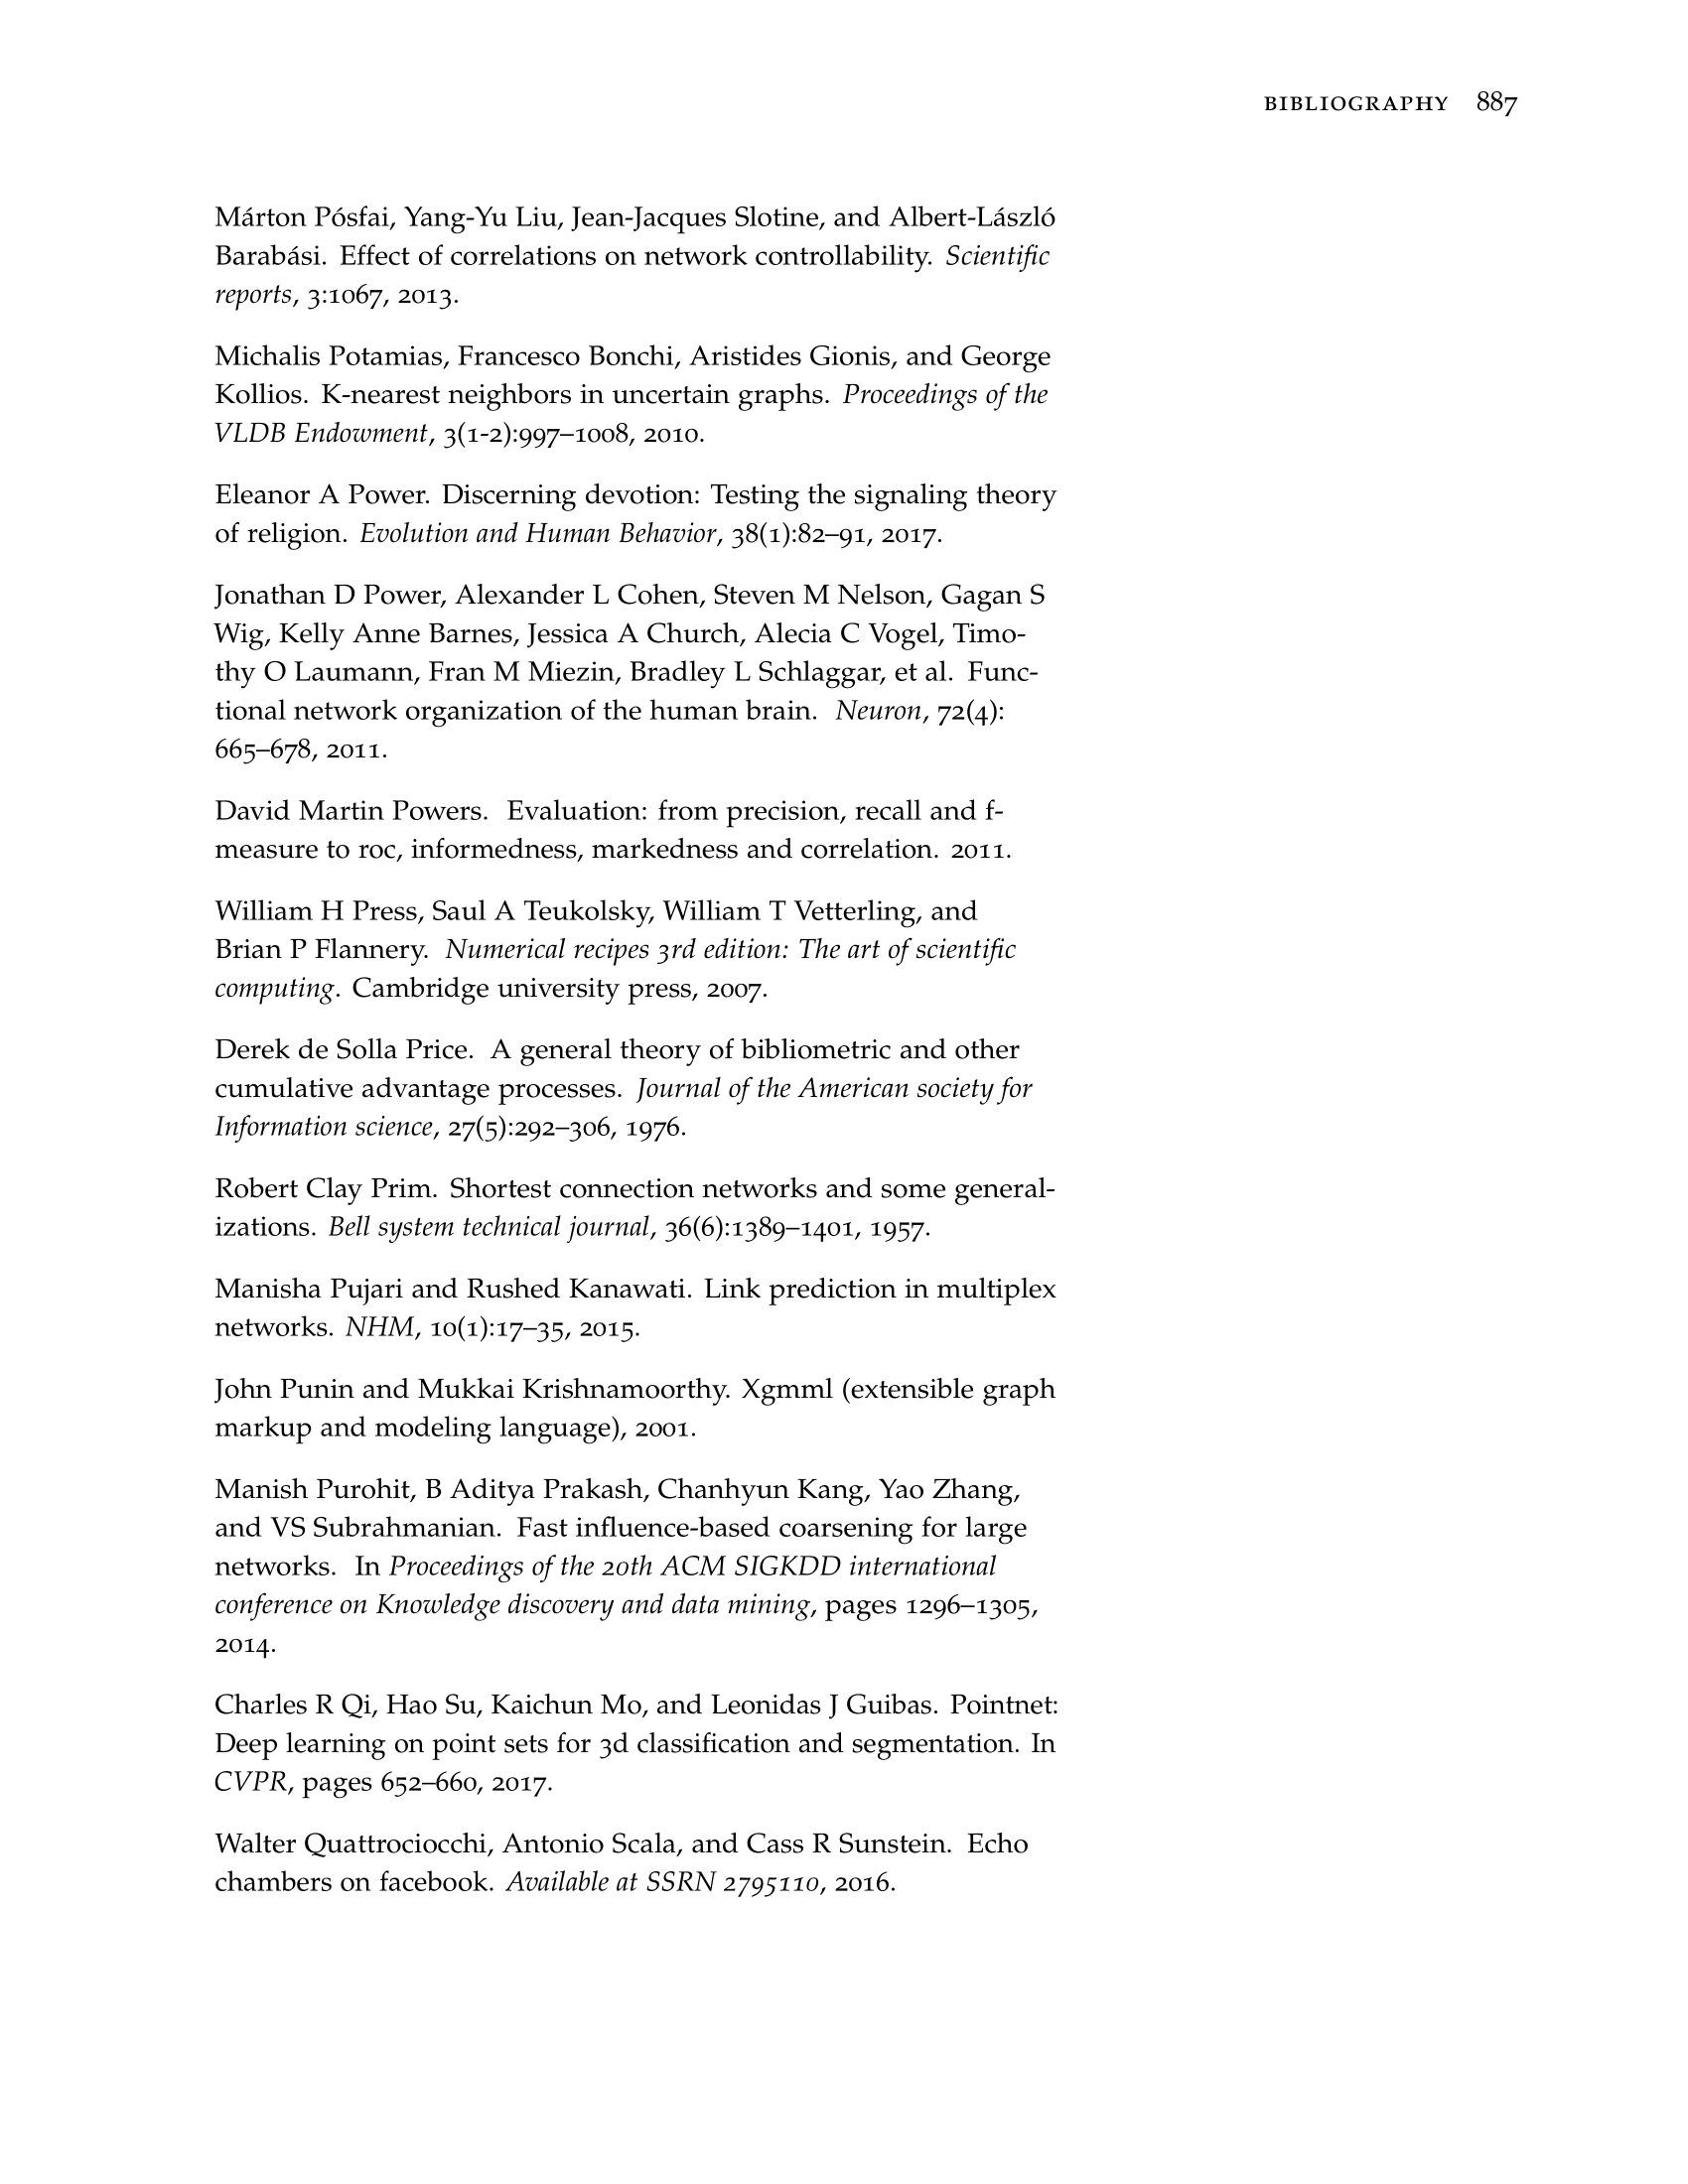 BIBLIOGRAPHY 887
Márton Pósfai, Yang-Yu Liu, Jean-Jacques Slotine, and Albert-László
Barabási. Effect of correlations on network controllability. Scientific
reports, 3:1067, 2013.
Michalis Potamias, Francesco Bonchi, Aristides Gionis, and George
Kollios. K-nearest neighbors in uncertain graphs. Proceedings of the
VLDB Endowment, 3(1-2):997–1008, 2010.
Eleanor A Power. Discerning devotion: Testing the signaling theory
of religion. Evolution and Human Behavior, 38(1):82–91, 2017.
Jonathan D Power, Alexander L Cohen, Steven M Nelson, Gagan S
Wig, Kelly Anne Barnes, Jessica A Church, Alecia C Vogel, Timo-
thy O Laumann, Fran M Miezin, Bradley L Schlaggar, et al. Func-
tional network organization of the human brain. Neuron, 72(4):
665–678, 2011.
David Martin Powers. Evaluation: from precision, recall and f-
measure to roc, informedness, markedness and correlation. 2011.
William H Press, Saul A Teukolsky, William T Vetterling, and
Brian P Flannery. Numerical recipes 3rd edition: The art of scientific
computing. Cambridge university press, 2007.
Derek de Solla Price. A general theory of bibliometric and other
cumulative advantage processes. Journal of the American society for
Information science, 27(5):292–306, 1976.
Robert Clay Prim. Shortest connection networks and some general-
izations. Bell system technical journal, 36(6):1389–1401, 1957.
Manisha Pujari and Rushed Kanawati. Link prediction in multiplex
networks. NHM, 10(1):17–35, 2015.
John Punin and Mukkai Krishnamoorthy. Xgmml (extensible graph
markup and modeling language), 2001.
Manish Purohit, B Aditya Prakash, Chanhyun Kang, Yao Zhang,
and VS Subrahmanian. Fast influence-based coarsening for large
networks. In Proceedings of the 20th ACM SIGKDD international
conference on Knowledge discovery and data mining, pages 1296–1305,
2014.
Charles R Qi, Hao Su, Kaichun Mo, and Leonidas J Guibas. Pointnet:
Deep learning on point sets for 3d classification and segmentation. In
CVPR, pages 652–660, 2017.
Walter Quattrociocchi, Antonio Scala, and Cass R Sunstein. Echo
chambers on facebook. Available at SSRN 2795110, 2016.